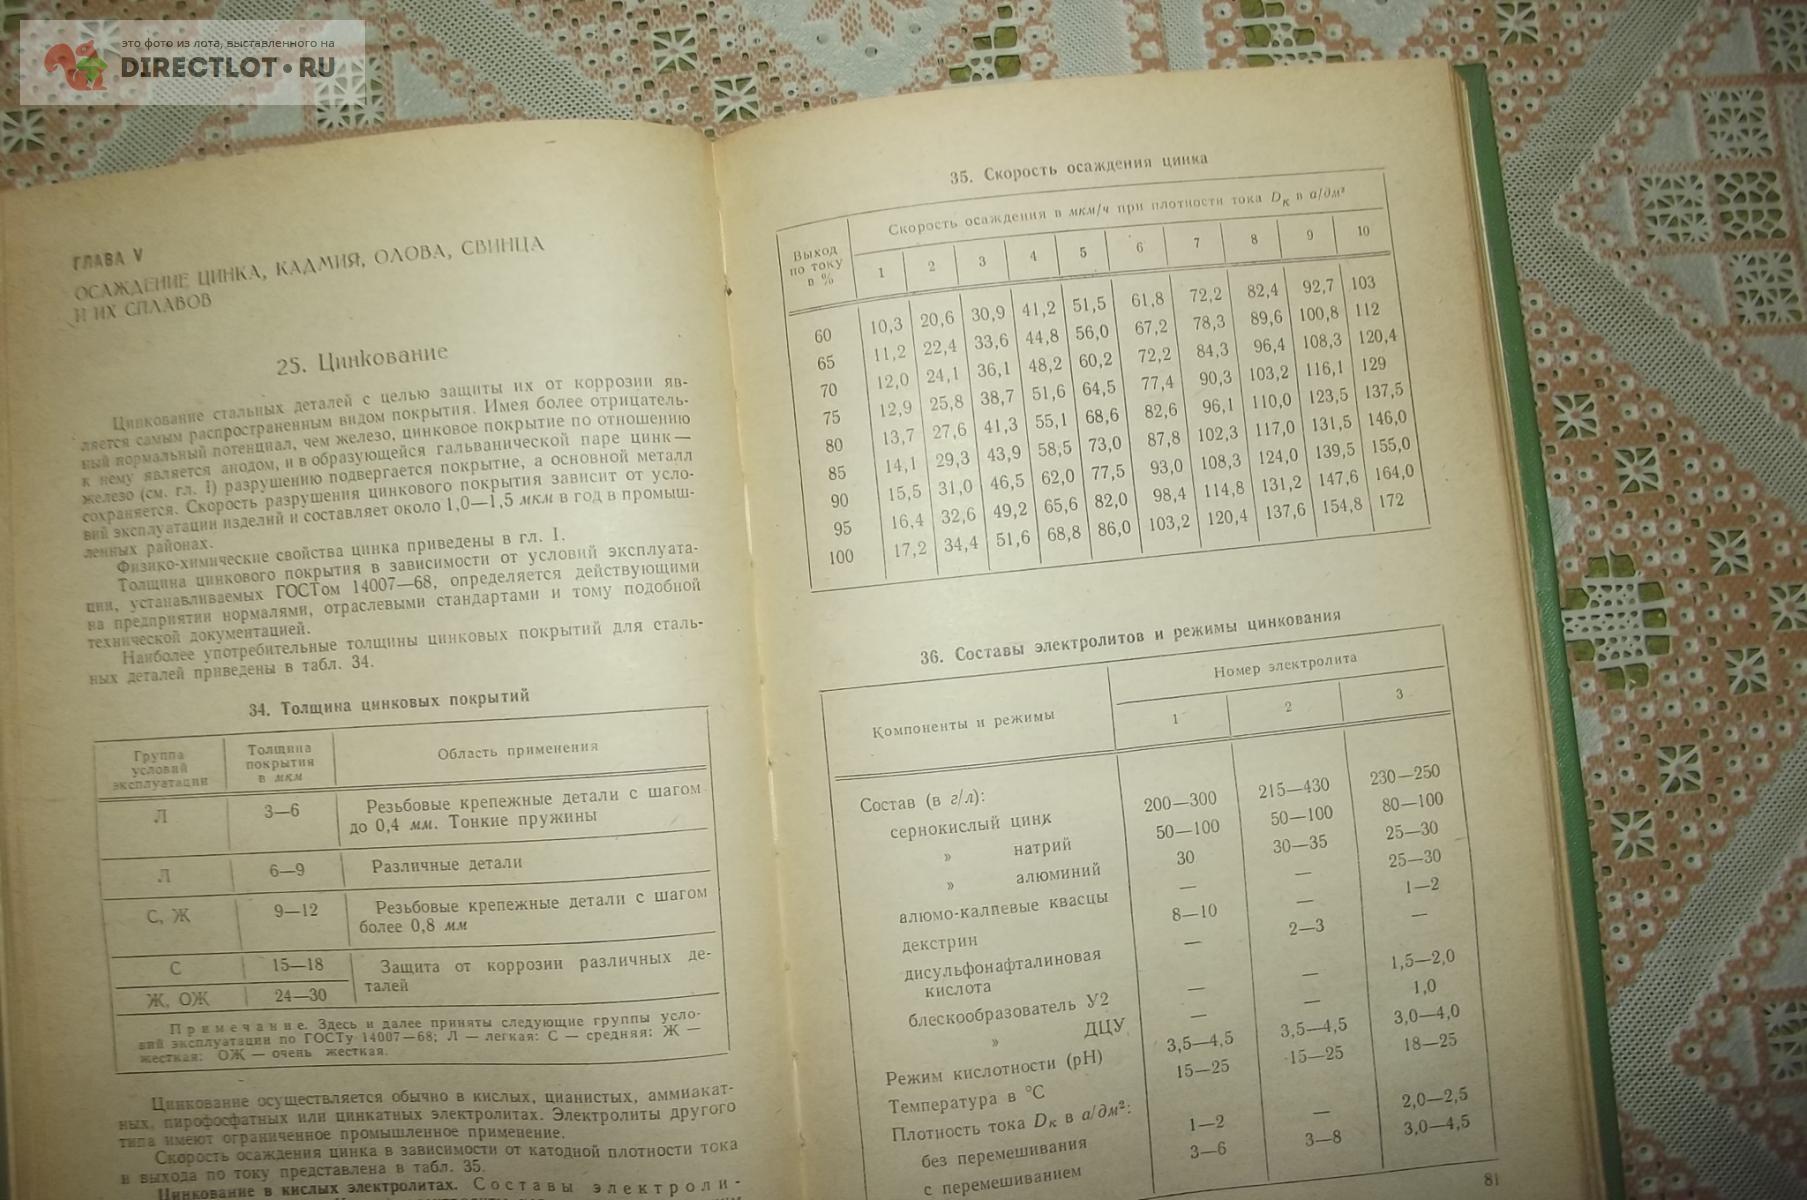 это фото из лота, выставленного на
DIRECTLOT.RU
ГЛАВА V
ОСАЖДЕНИЕ ЦИНКА, КАДМИЯ, ОЛОВА, СВИНЦА
И ИХ СПЛАВОВ
25. Цинкование
Цинкование стальных деталей с целью защиты их от коррозии яв-
ляется самым распространенным видом покрытия. Имея более отрицатель-
ный нормальный потенциал, чем железо, цинковое покрытие по отношению
к нему является анодом, и в образующейся гальванической паре цинк—
железо (см. гл. I) разрушению подвергается покрытие, а основной металл
сохраняется. Скорость разрушения цинкового покрытия зависит от усло-
вий эксплуатации изделий и составляет около 1,0—1,5 мкм в год в промыш-
ленных районах.
Физико-химические свойства цинка приведены в гл. I.
Толщина цинкового покрытия в зависимости от условий эксплуата-
ции, устанавливаемых ГОСТом 14007—68, определяется действующими
на предприятии нормалями, отраслевыми стандартами и тому подобной
технической документацией.
Наиболее употребительные толщины цинковых покрытий для сталь-
ных деталей приведены в табл. 34.
34. Толщина цинковых покрытий
Группа условий эксплуатации	Толщина покрытия в мкм	Область применения
Л	3—6	Резьбовые крепежные детали с шагом
до 0,4 мм. Тонкие пружины
Л	6—9	Различные детали
С, Ж	9—12	Резьбовые крепежные детали с шагом
более 0,8 мм
С	15—18	Защита от коррозии различных де-
талей
Ж, ОЖ	24—30
Примечание. Здесь и далее приняты следующие группы усло-
вий эксплуатации по ГОСТу 14007—68; Л — легкая: С — средняя: Ж —
жесткая: ОЖ — очень жесткая.
Цинкование осуществляется обычно в кислых, цианистых, аммиакат-
ных, пирофосфатных или цинкатных электролитах. Электролиты другого
типа имеют ограниченное промышленное применение.
Скорость осаждения цинка в зависимости от катодной плотности тока
и выхода по току представлена в табл. 35.
Цинкование в кислых электролитах. Составы электроли-
35. Скорость осаждения цинка
Выход по току в %	Скорость осаждения в мкм/ч при плотности тока Dк в а/дм²
1	2	3	4	5	6	7	8	9	10
60	10,3	20,6	30,9	41,2	51,5	61,8	72,2	82,4	92,7	103
65	11,2	22,4	33,6	44,8	56,0	67,2	78,3	89,6	100,8	112
70	12,0	24,1	36,1	48,2	60,2	72,2	84,3	96,4	108,3	120,4
75	12,9	25,8	38,7	51,6	64,5	77,4	90,3	103,2	116,1	129
80	13,7	27,6	41,3	55,1	68,6	82,6	96,1	110,0	123,5	137,5
85	14,1	29,3	43,9	58,5	73,0	87,8	102,3	117,0	131,5	146,0
90	15,5	31,0	46,5	62,0	77,5	93,0	108,3	124,0	139,5	155,0
95	16,4	32,6	49,2	65,6	82,0	98,4	114,8	131,2	147,6	164,0
100	17,2	34,4	51,6	68,8	86,0	103,2	120,4	137,6	154,8	172
36. Составы электролитов и режимы цинкования
Компоненты и режимы	Номер электролита
1	2	3
Состав (в г/л):
сернокислый цинк	200—300	215—430	230—250
» натрий	50—100	50—100	80—100
» алюминий	30	30—35	25—30
алюмо-калиевые квасцы	—	—	25—30
декстрин	8—10	—	1—2
дисульфонафталиновая
кислота	—	2—3	—
блескообразователь У2	—	—	1,5—2,0
» ДЦУ	—	—	1,0
Режим кислотности (pH)	3,5—4,5	3,5—4,5	3,0—4,0
Температура в °С	15—25	15—25	18—25
Плотность тока Dк в а/дм²:
без перемешивания	1—2	—	2,0—2,5
с перемешиванием	3—6	3—8	3,0—4,5
81